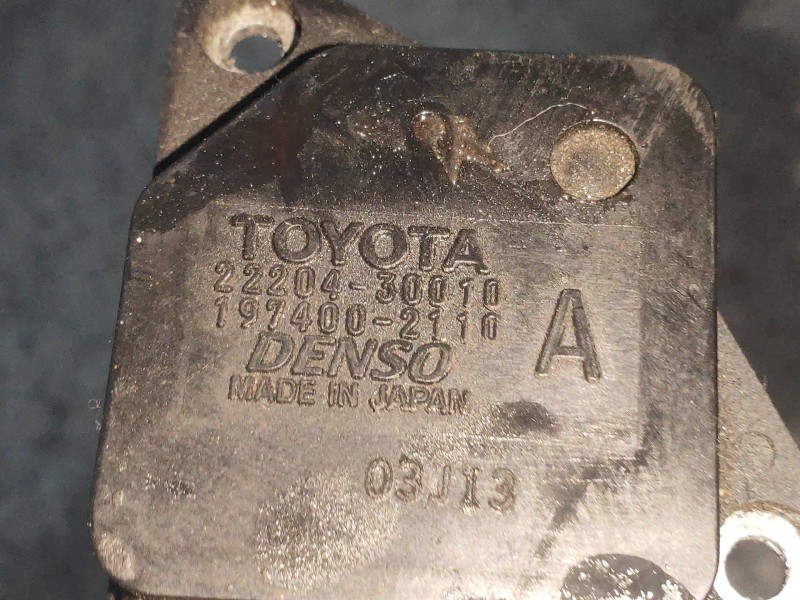 TOYOTA
22204-30010
197400-2110
A
DENSO
MADE IN JAPAN
03J13